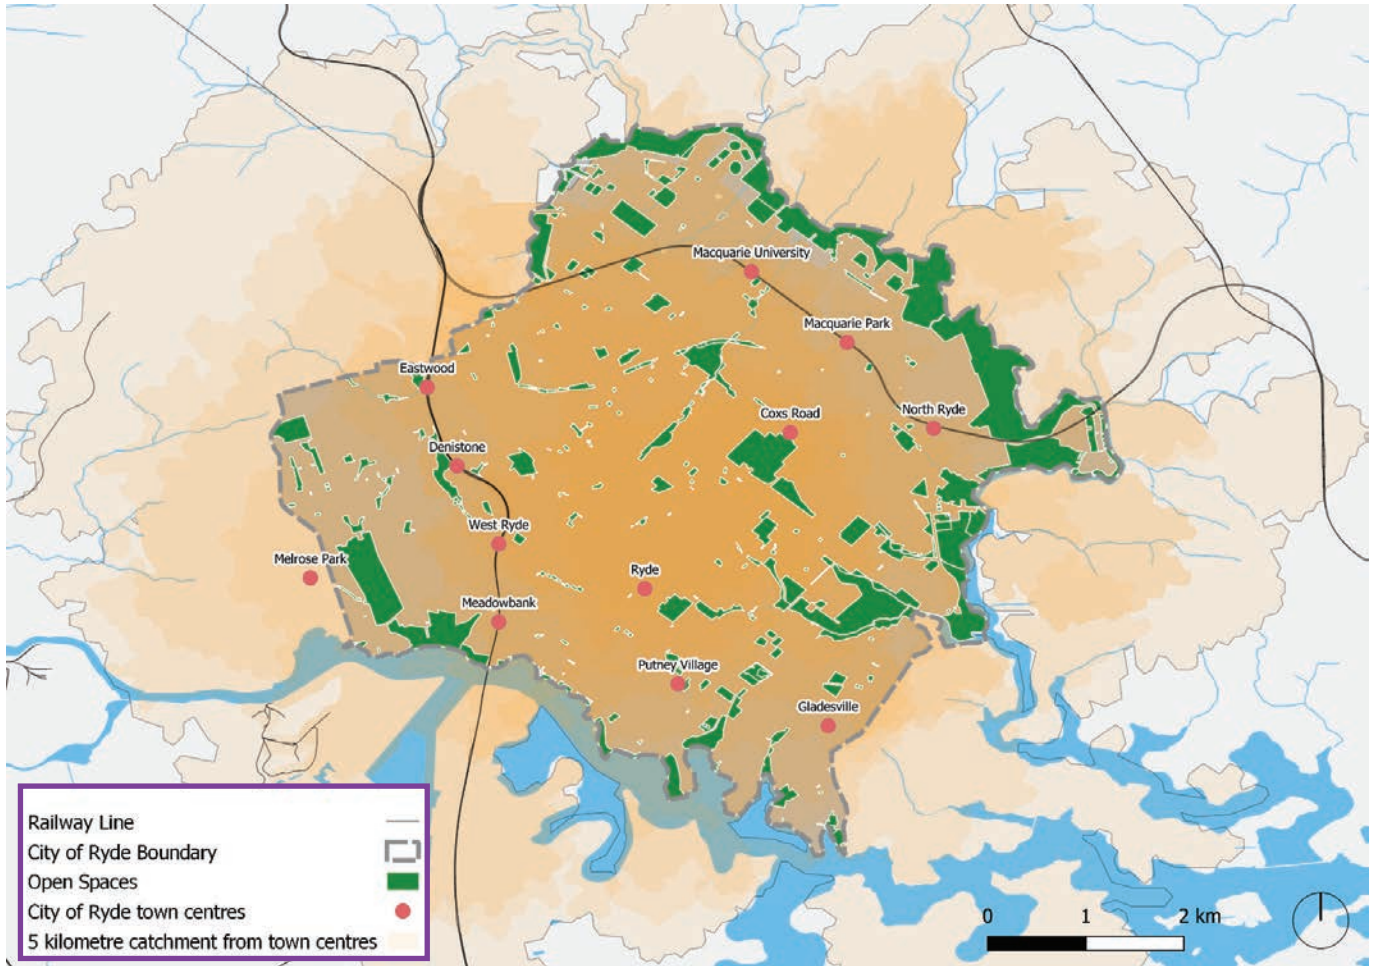 Macquarie University
Macquarie Park
Eastwood
Coxs Road
North Ryde
Denistone
West Ryde
Melrose Park
Ryde
Meadowbank
Putney Village
Gladesville
Railway Line
City of Ryde Boundary
Open Spaces
City of Ryde town centres
5 kilometre catchment from town centres
0 1 2 km